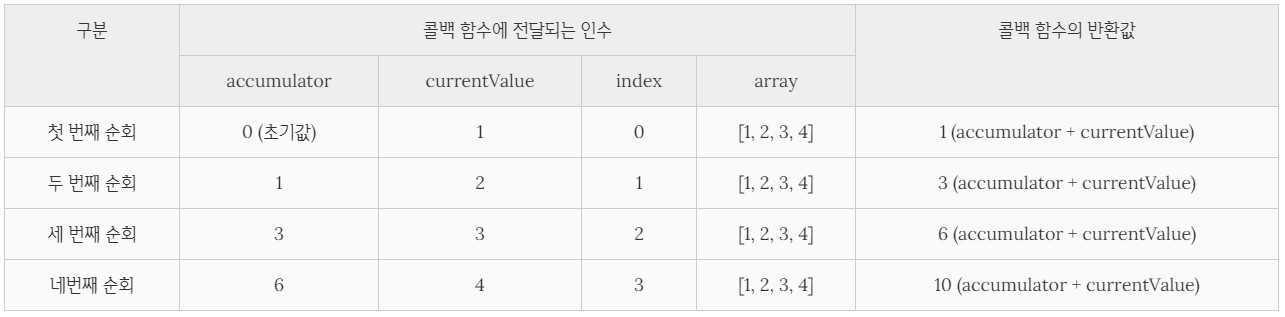 구분 콜백 함수에 전달되는 인수 콜백 함수의 반환값
accumulator currentValue index array
첫 번째 순회 0 (초기값) 1 0 [1, 2, 3, 4] 1 (accumulator + currentValue)
두 번째 순회 1 2 1 [1, 2, 3, 4] 3 (accumulator + currentValue)
세 번째 순회 3 3 2 [1, 2, 3, 4] 6 (accumulator + currentValue)
네번째 순회 6 4 3 [1, 2, 3, 4] 10 (accumulator + currentValue)